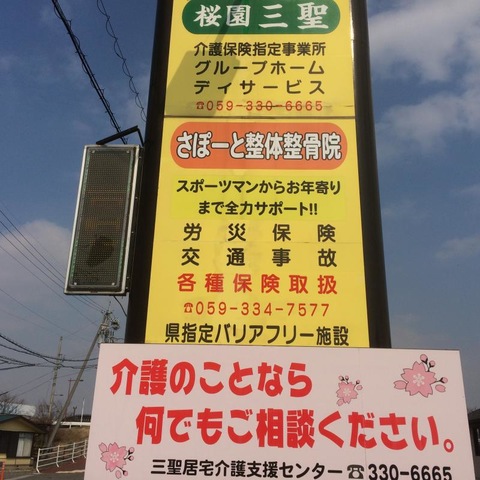 桜園三聖
介護保険指定事業所
グループホーム
デイサービス
☎059-330-6665
さぽーと整体整骨院
スポーツマンからお年寄り
まで全力サポート!!
労災保険
交通事故
各種保険取扱
☎059-334-7577
県指定バリアフリー施設
介護のことなら
何でもご相談ください。
三聖居宅介護支援センター☎330-6665